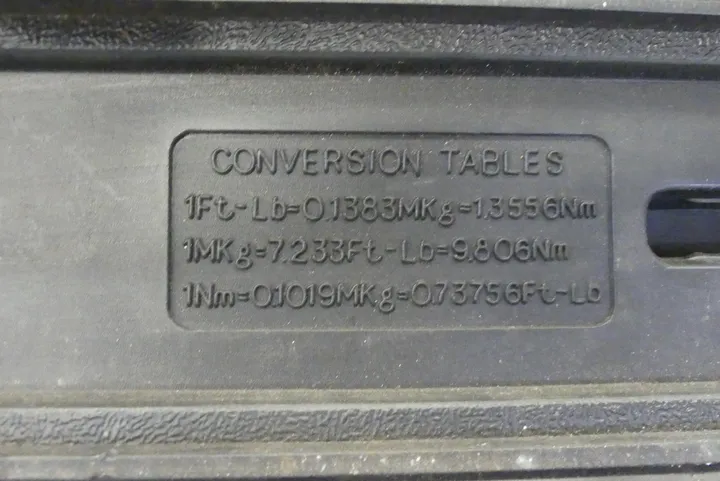 CONVERSION TABLES
1Ft-Lb=0.1383MKg=1.3556Nm
1MKg=7.233Ft-Lb=9.806Nm
1Nm=0.1019MKg=0.73756Ft-Lb